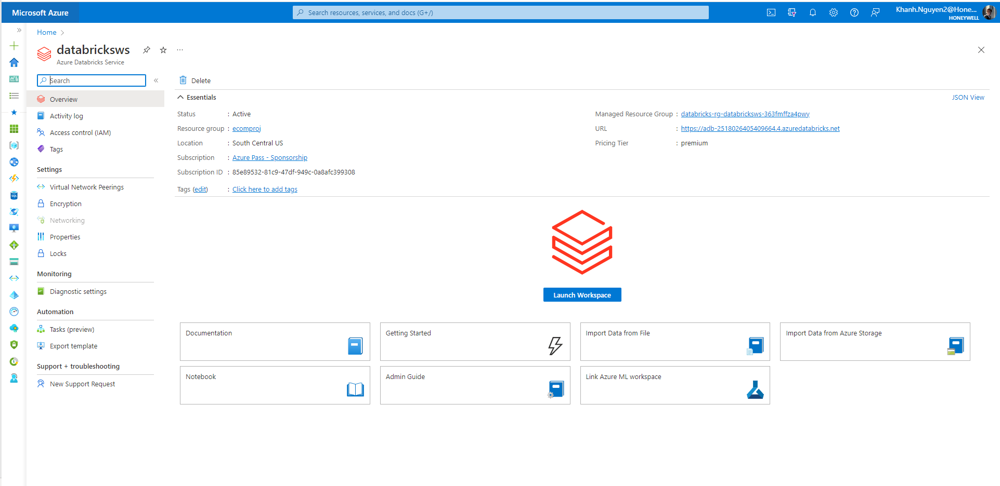 Microsoft Azure
Search resources, services, and docs (G+/)
Khanh.Nguyen2@Hone...
HONEYWELL
Home
databricksws
...
Azure Databricks Service
Search
Delete
Overview
Activity log
Access control (IAM)
Tags
Settings
Virtual Network Peerings
Encryption
Networking
Properties
Locks
Monitoring
Diagnostic settings
Automation
Tasks (preview)
Export template
Support + troubleshooting
New Support Request
Essentials
JSON View
Status : Active
Resource group : ecomproj
Location : South Central US
Subscription : Azure Pass - Sponsorship
Subscription ID : 85e89532-81c9-47df-949c-0a8afc399308
Tags (edit) : Click here to add tags
Managed Resource Group : databricks-rg-databricksws-363fmffza4pwy
URL : https://adb-2518026405409664.4.azuredatabricks.net
Pricing Tier : premium
Launch Workspace
Documentation
Getting Started
Import Data from File
Import Data from Azure Storage
Notebook
Admin Guide
Link Azure ML workspace